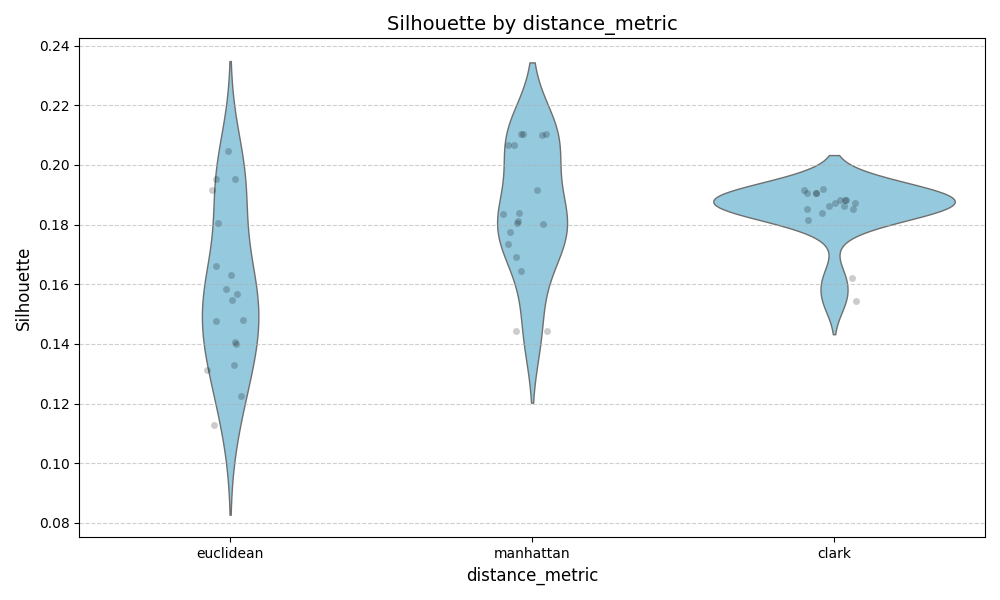 Silhouette by distance_metric
0.24
0.22
0.20
0.18
0.16
0.14
0.12
0.10
0.08
Silhouette
euclidean
manhattan
clark
distance_metric